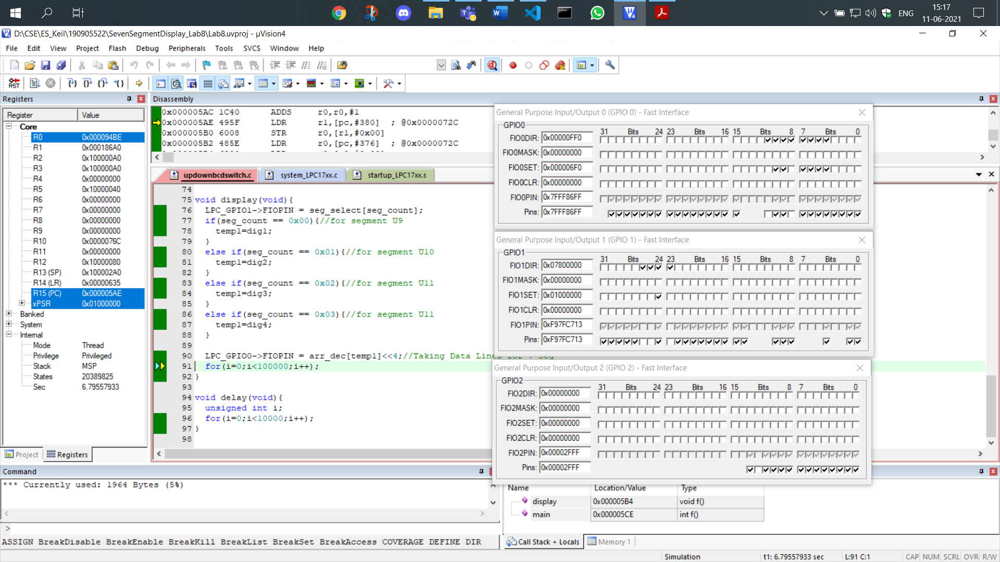 ENG
15:17
11-06-2021
D:\CSE\ES_Keil\190905522\SevenSegmentDisplay_Lab8\Lab8.uvproj - µVision4
File Edit View Project Flash Debug Peripherals Tools SVCS Window Help
Registers
Register Value
Core
R0 0x000094BE
R1 0x000186A0
R2 0x100000A0
R3 0x100000A0
R4 0x00000000
R5 0x10000040
R6 0x00000000
R7 0x00000000
R8 0x00000000
R9 0x00000000
R10 0x0000076C
R11 0x00000000
R12 0x10000080
R13 (SP) 0x100002A0
R14 (LR) 0x00000635
R15 (PC) 0x000005AE
xPSR 0x01000000
Banked
System
Internal
Mode Thread
Privilege Privileged
Stack MSP
States 20389825
Sec 6.79557933
Project Registers
Disassembly
0x000005AC 1C40 ADDS r0,r0,#1
0x000005AE 495F LDR r1,[pc,#380] ; @0x0000072C
0x000005B0 6008 STR r0,[r1,#0x00]
0x000005B2 485E LDR r0,[pc,#376] ; @0x0000072C
updownbcdswitch.c system_LPC17xx.c startup_LPC17xx.s
74
75 void display(void){
76 LPC_GPIO1->FIOPIN = seg_select[seg_count];
77 if(seg_count == 0x00){//for segment U9
78 temp1=dig1;
79 }
80 else if(seg_count == 0x01){//for segment U10
81 temp1=dig2;
82 }
83 else if(seg_count == 0x02){//for segment U11
84 temp1=dig3;
85 }
86 else if(seg_count == 0x03){//for segment U11
87 temp1=dig4;
88 }
89
90 LPC_GPIO0->FIOPIN = arr_dec[temp1]<<4;//Taking Data Lines for 7-Seg
91 for(i=0;i<100000;i++);
92 }
93
94 void delay(void){
95 unsigned int i;
96 for(i=0;i<10000;i++);
97 }
98
General Purpose Input/Output 0 (GPIO 0) - Fast Interface
GPIO0
31 Bits 24 23 Bits 16 15 Bits 8 7 Bits 0
FIO0DIR: 0x00000FF0
FIO0MASK: 0x00000000
FIO0SET: 0x000006F0
FIO0CLR: 0x00000000
FIO0PIN: 0x7FFF86FF
Pins: 0x7FFF86FF
General Purpose Input/Output 1 (GPIO 1) - Fast Interface
GPIO1
31 Bits 24 23 Bits 16 15 Bits 8 7 Bits 0
FIO1DIR: 0x07800000
FIO1MASK: 0x00000000
FIO1SET: 0x01000000
FIO1CLR: 0x00000000
FIO1PIN: 0xF97FC713
Pins: 0xF97FC713
General Purpose Input/Output 2 (GPIO 2) - Fast Interface
GPIO2
31 Bits 24 23 Bits 16 15 Bits 8 7 Bits 0
FIO2DIR: 0x00000000
FIO2MASK: 0x00000000
FIO2SET: 0x00000000
FIO2CLR: 0x00000000
FIO2PIN: 0x00002FFF
Pins: 0x00002FFF
Command
*** Currently used: 1964 Bytes (5%)
>
ASSIGN BreakDisable BreakEnable BreakKill BreakList BreakSet BreakAccess COVERAGE DEFINE DIR
Name Location/Value Type
display 0x000005B4 void f()
main 0x000005CE int f()
Call Stack + Locals Memory 1
Simulation t1: 6.79557933 sec L:91 C:1 CAP NUM SCRL OVR R/W